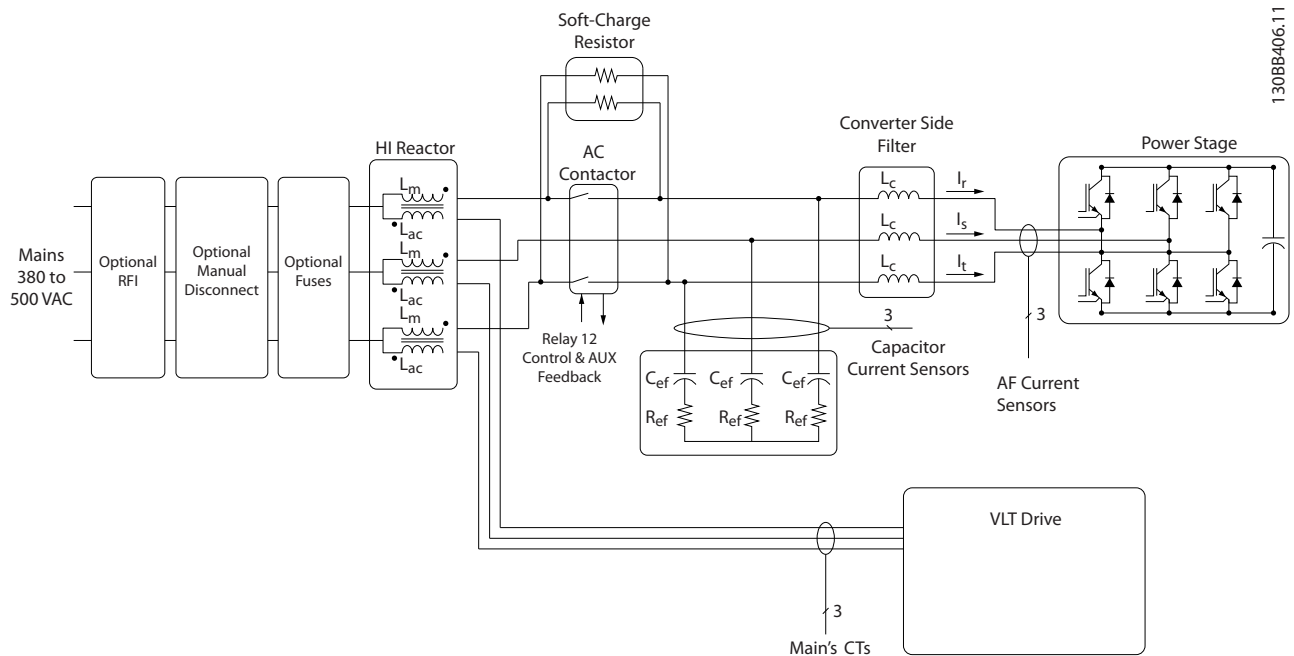 130BB406.11
Soft-Charge
Resistor
AC
Contactor
HI Reactor
Converter Side
Filter
Power Stage
Mains
380 to
500 VAC
Optional
RFI
Optional
Manual
Disconnect
Optional
Fuses
Lm
Lac
Lm
Lac
Lm
Lac
Lc
Lc
Lc
Ir
Is
It
Relay 12
Control & AUX
Feedback
3
Capacitor
Current Sensors
3
AF Current
Sensors
Cef
Cef
Cef
Ref
Ref
Ref
VLT Drive
3
Main's CTs